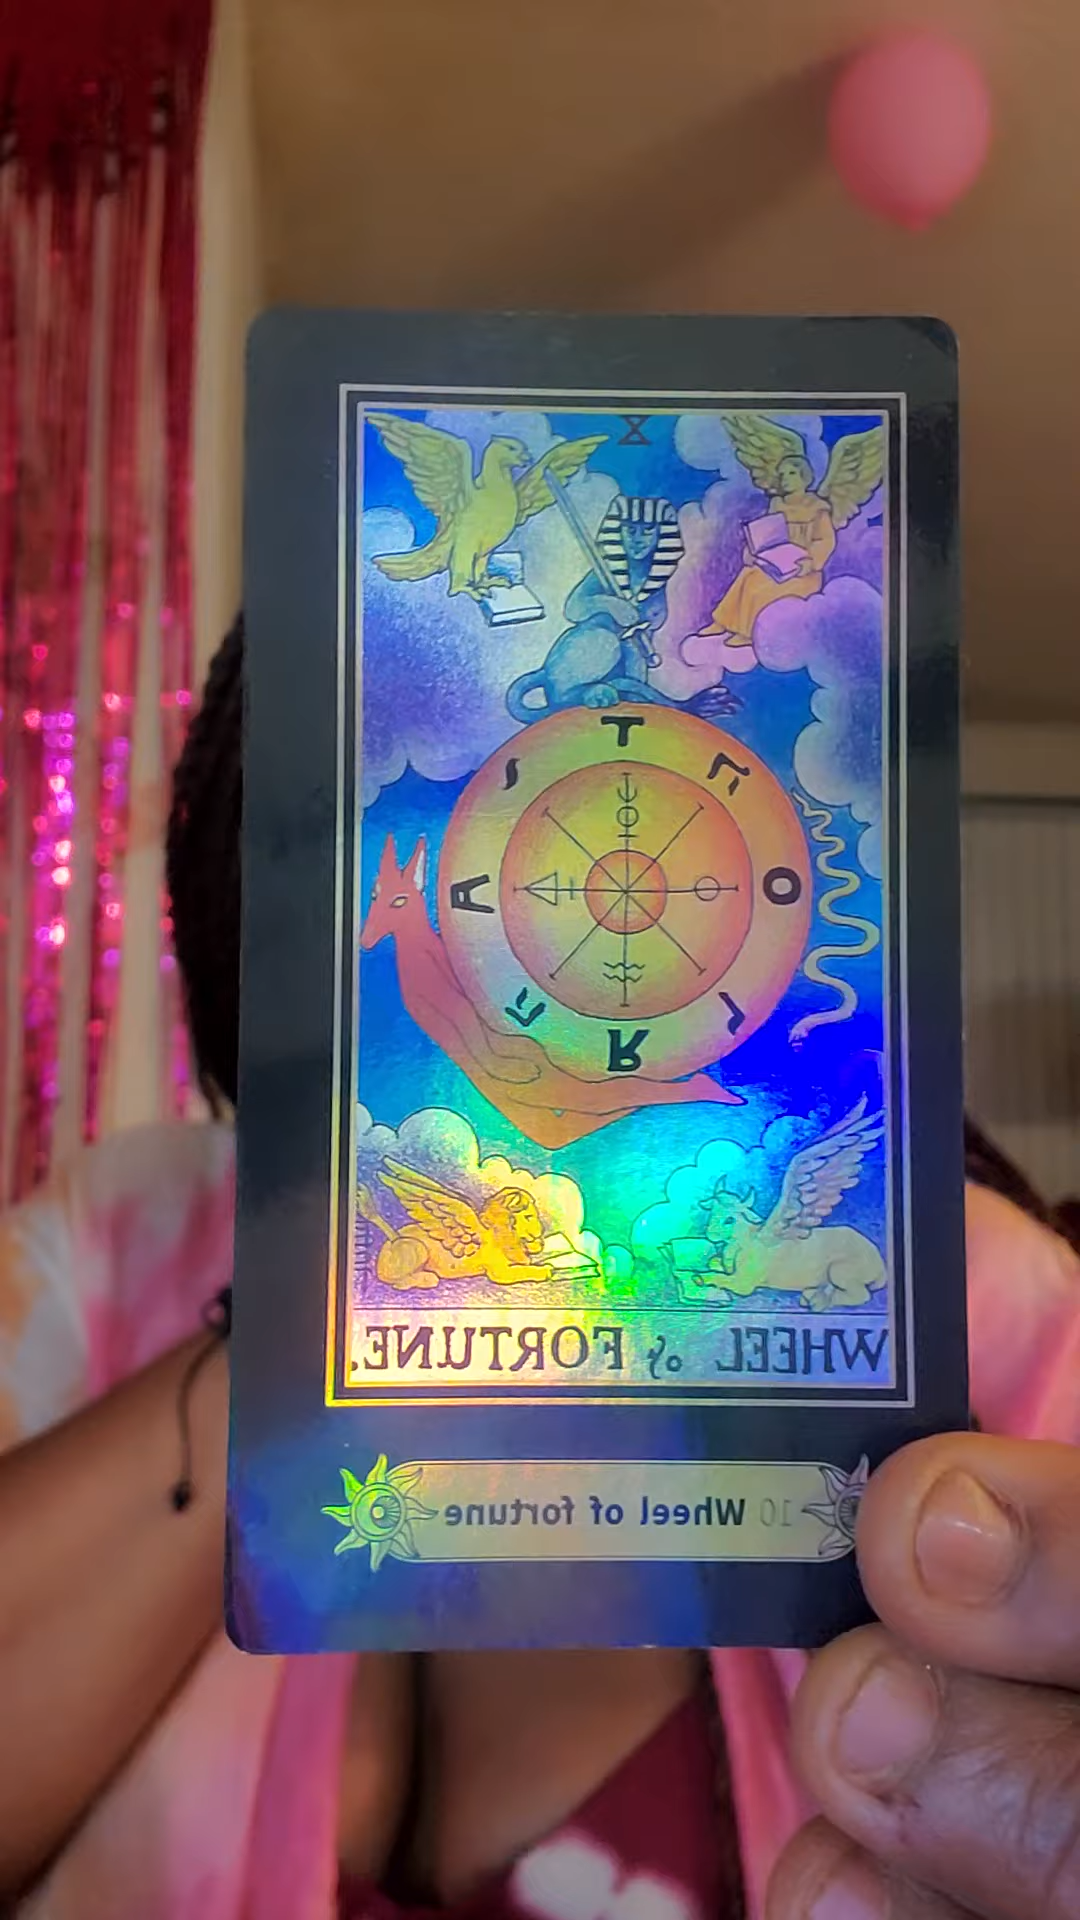 X
T
ה
י
A
O
ו
ה
R
WHEEL of FORTUNE.
10 Wheel of fortune